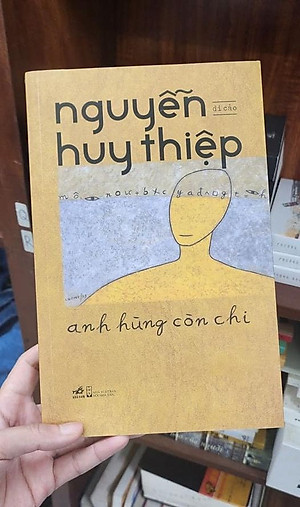 nguyễn
di cảo
huy thiệp
anh hùng còn chi